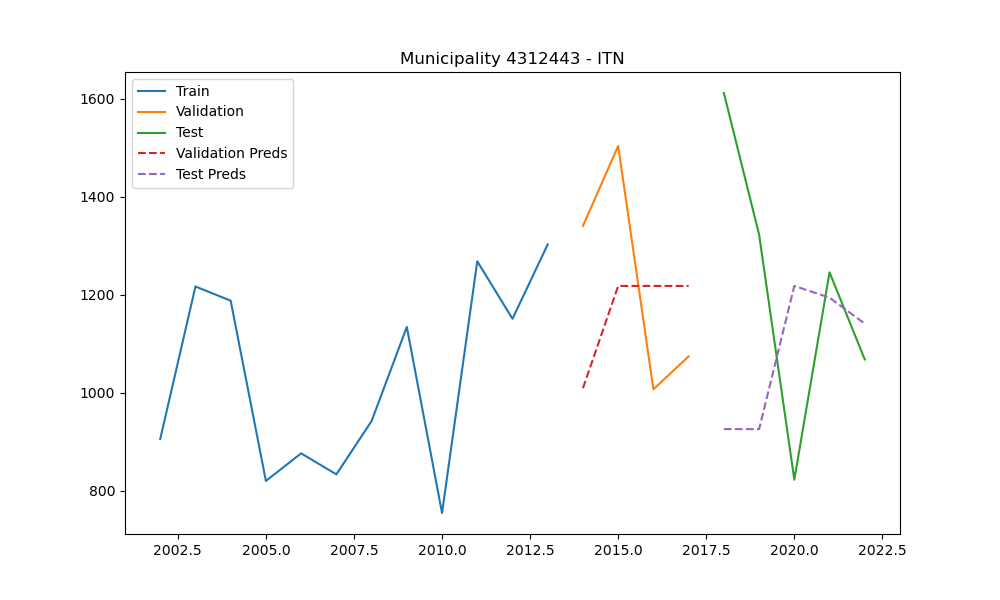 Municipality 4312443 - ITN
Train
Validation
Test
Validation Preds
Test Preds
1600
1400
1200
1000
800
2002.5 2005.0 2007.5 2010.0 2012.5 2015.0 2017.5 2020.0 2022.5